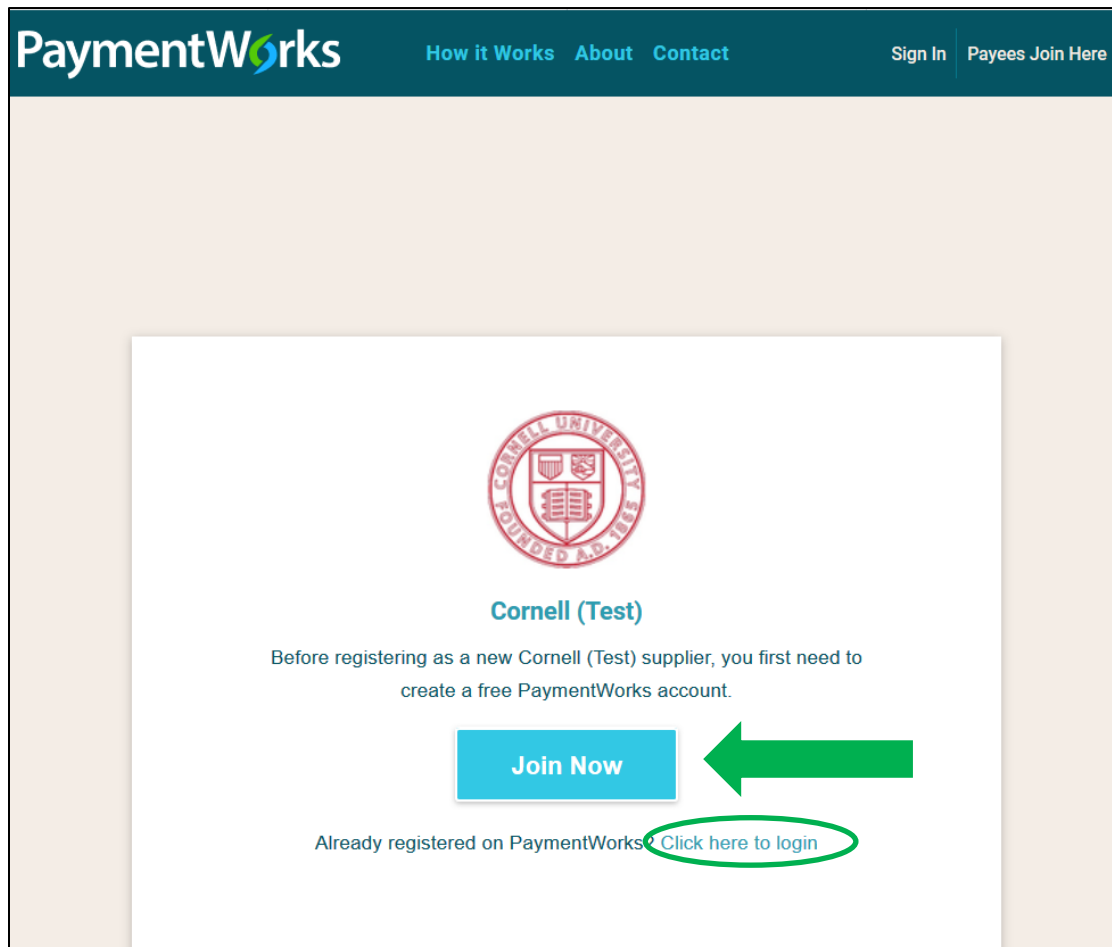 PaymentWorks
How it Works About Contact
Sign In Payees Join Here
CORNELL UNIVERSITY
FOUNDED A.D. 1865
Cornell (Test)
Before registering as a new Cornell (Test) supplier, you first need to
create a free PaymentWorks account.
Join Now
Already registered on PaymentWorks? Click here to login